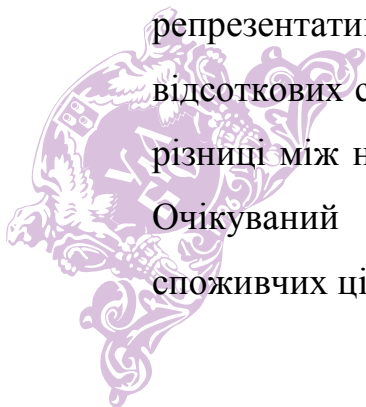 репрезентати
відсоткових с
різниці між н
Очікуваний
споживчих ці